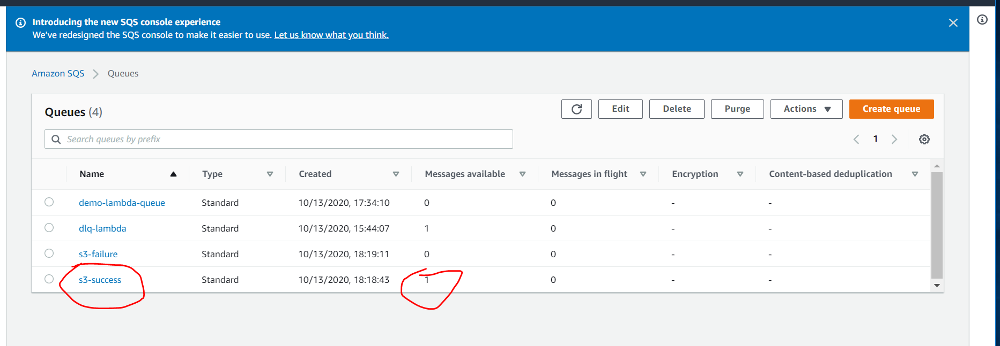 Introducing the new SQS console experience
We've redesigned the SQS console to make it easier to use. Let us know what you think.
Amazon SQS > Queues
Queues (4) Edit Delete Purge Actions Create queue
Search queues by prefix 1
Name Type Created Messages available Messages in flight Encryption Content-based deduplication
demo-lambda-queue Standard 10/13/2020, 17:34:10 0 0 - -
dlq-lambda Standard 10/13/2020, 15:44:07 1 0 - -
s3-failure Standard 10/13/2020, 18:19:11 0 0 - -
s3-success Standard 10/13/2020, 18:18:43 1 0 - -